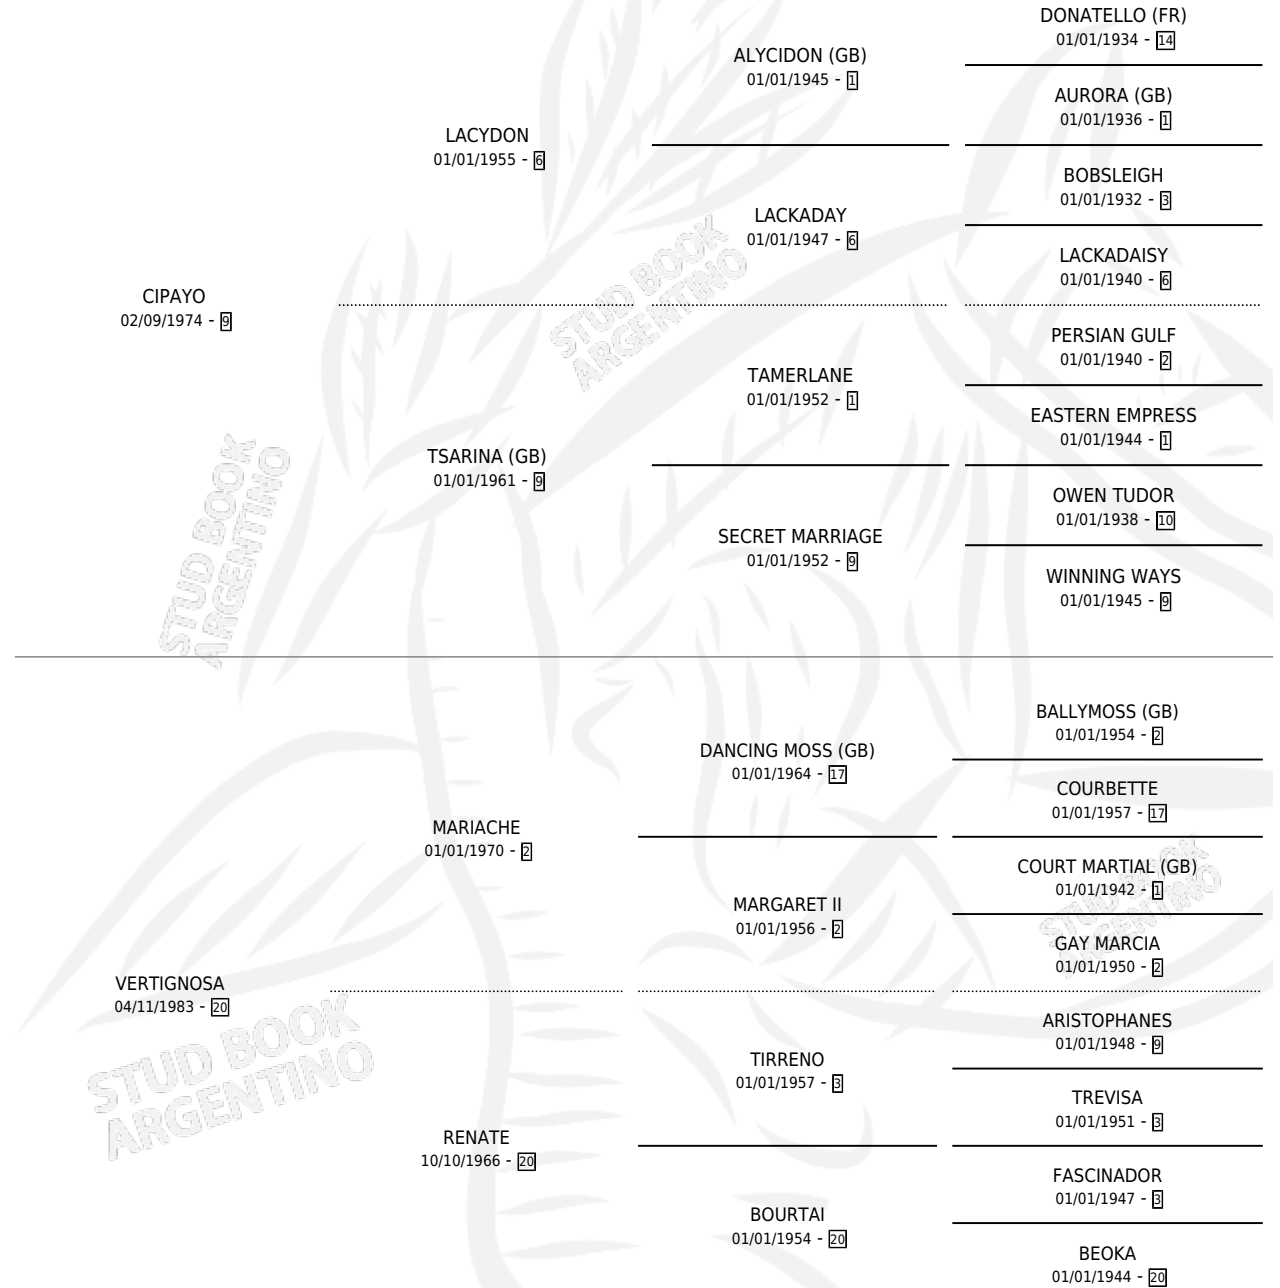 DONATELLO (FR)
01/01/1934 - 14
ALYCIDON (GB)
01/01/1945 - 1
AURORA (GB)
01/01/1936 - 1
LACYDON
01/01/1955 - 6
BOBSLEIGH
01/01/1932 - 3
LACKADAY
01/01/1947 - 6
LACKADAISY
01/01/1940 - 6
CIPAYO
02/09/1974 - 9
PERSIAN GULF
01/01/1940 - 2
TAMERLANE
01/01/1952 - 1
EASTERN EMPRESS
01/01/1944 - 1
TSARINA (GB)
01/01/1961 - 9
OWEN TUDOR
01/01/1938 - 10
SECRET MARRIAGE
01/01/1952 - 9
WINNING WAYS
01/01/1945 - 9
STUD BOOK
ARGENTINO
STUD BOOK
ARGENTINO
BALLYMOSS (GB)
01/01/1954 - 2
DANCING MOSS (GB)
01/01/1964 - 17
COURBETTE
01/01/1957 - 17
MARIACHE
01/01/1970 - 2
COURT MARTIAL (GB)
01/01/1942 - 1
MARGARET II
01/01/1956 - 2
GAY MARCIA
01/01/1950 - 2
VERTIGNOSA
04/11/1983 - 20
ARISTOPHANES
01/01/1948 - 9
TIRRENO
01/01/1957 - 3
TREVISA
01/01/1951 - 3
RENATE
10/10/1966 - 20
FASCINADOR
01/01/1947 - 3
BOURTAI
01/01/1954 - 20
BEOKA
01/01/1944 - 20
STUD BOOK
ARGENTINO
STUD BOOK
ARGENTINO